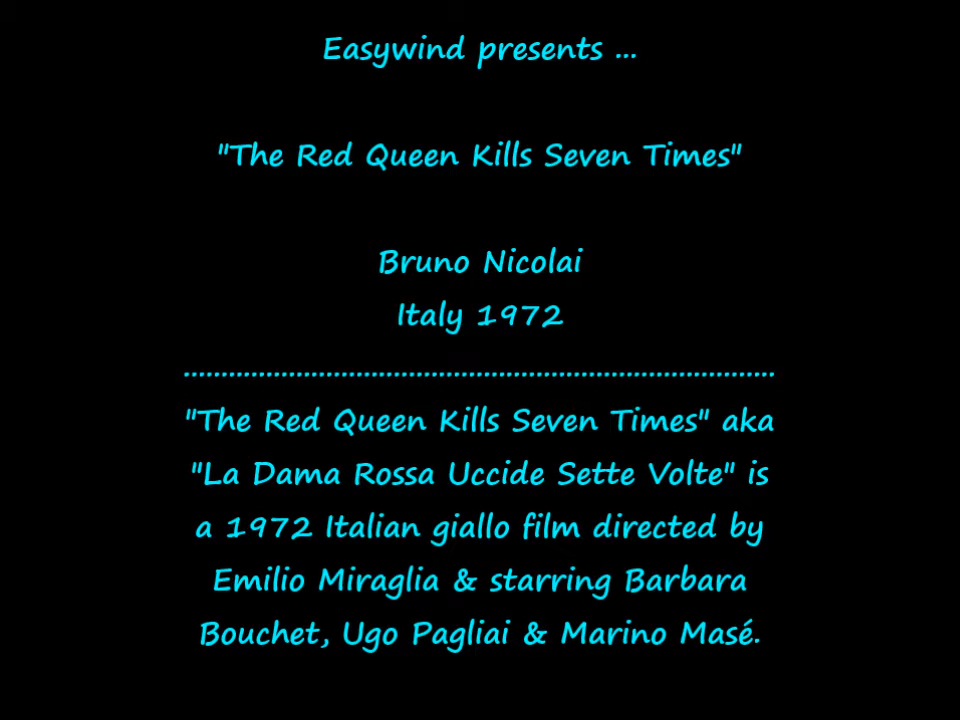 Easywind presents ...
"The Red Queen Kills Seven Times"
Bruno Nicolai
Italy 1972
...............................................................................
"The Red Queen Kills Seven Times" aka
"La Dama Rossa Uccide Sette Volte" is
a 1972 Italian giallo film directed by
Emilio Miraglia & starring Barbara
Bouchet, Ugo Pagliai & Marino Masé.